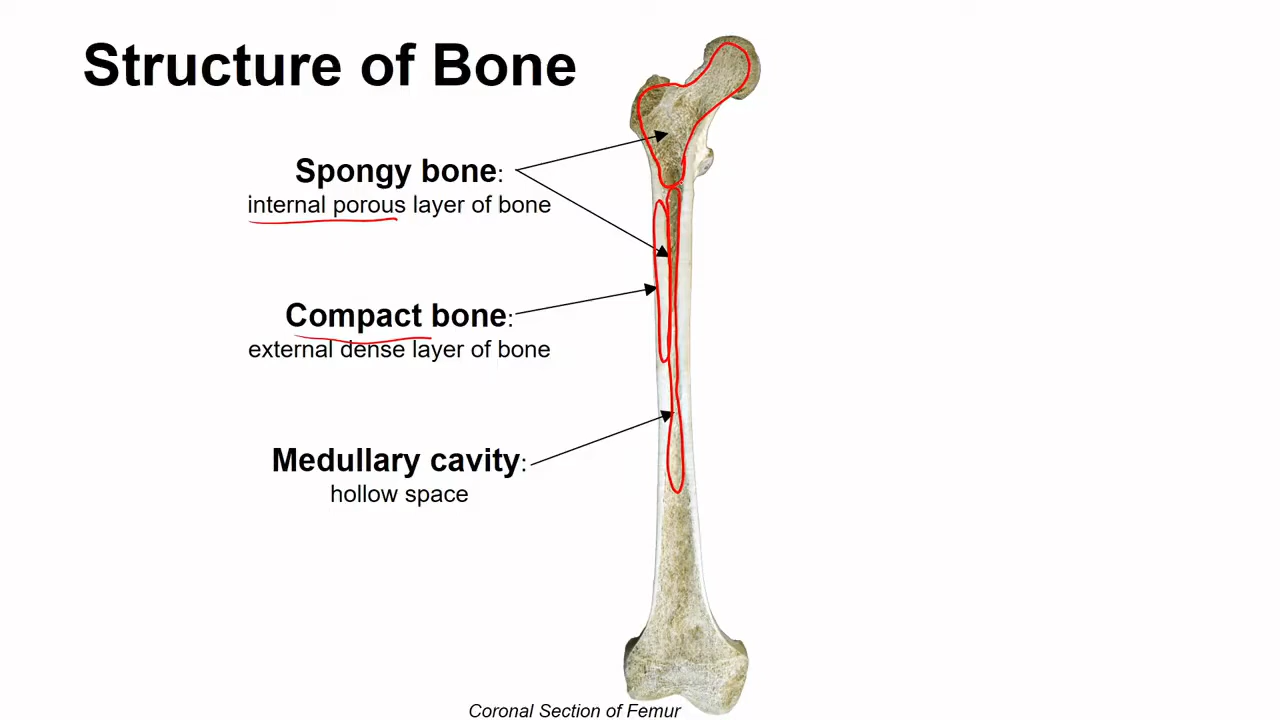 Structure of Bone
Spongy bone:
internal porous layer of bone
Compact bone:
external dense layer of bone
Medullary cavity:
hollow space
Coronal Section of Femur